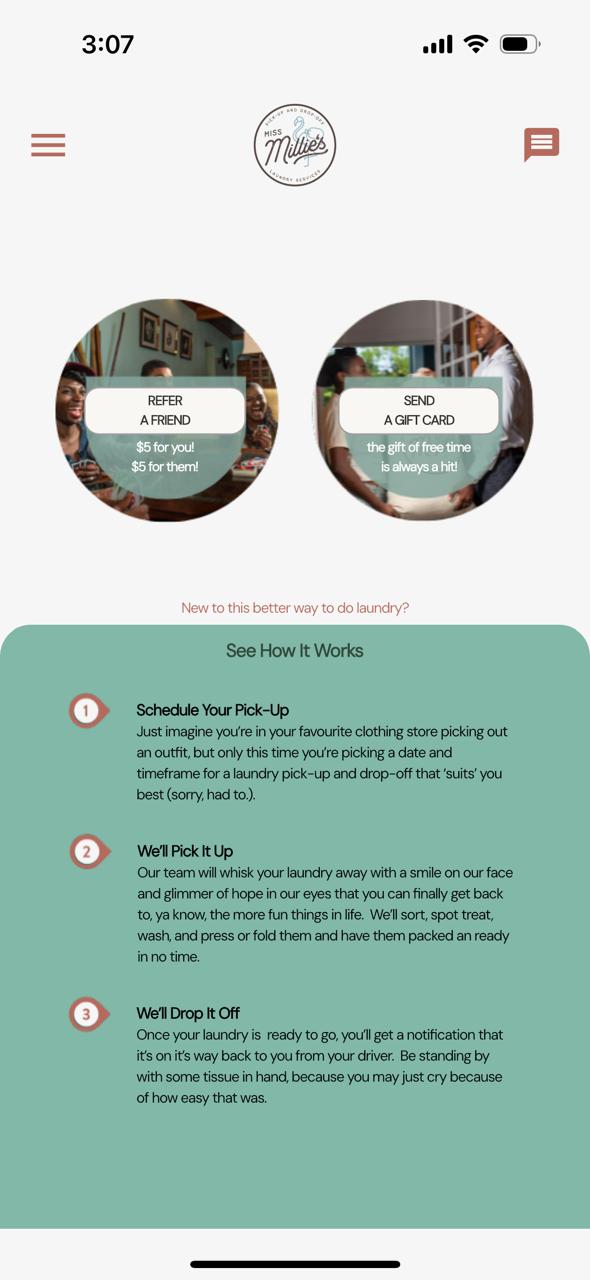 3:07
PICK-UP AND DROP-OFF
MISS
Millie's
LAUNDRY SERVICES
REFER
A FRIEND
$5 for you!
$5 for them!
SEND
A GIFT CARD
the gift of free time
is always a hit!
New to this better way to do laundry?
See How It Works
1
Schedule Your Pick-Up
Just imagine you’re in your favourite clothing store picking out
an outfit, but only this time you’re picking a date and
timeframe for a laundry pick-up and drop-off that ‘suits’ you
best (sorry, had to.).
2
We’ll Pick It Up
Our team will whisk your laundry away with a smile on our face
and glimmer of hope in our eyes that you can finally get back
to, ya know, the more fun things in life.  We’ll sort, spot treat,
wash, and press or fold them and have them packed an ready
in no time.
3
We’ll Drop It Off
Once your laundry is  ready to go, you’ll get a notification that
it’s on it’s way back to you from your driver.  Be standing by
with some tissue in hand, because you may just cry because
of how easy that was.